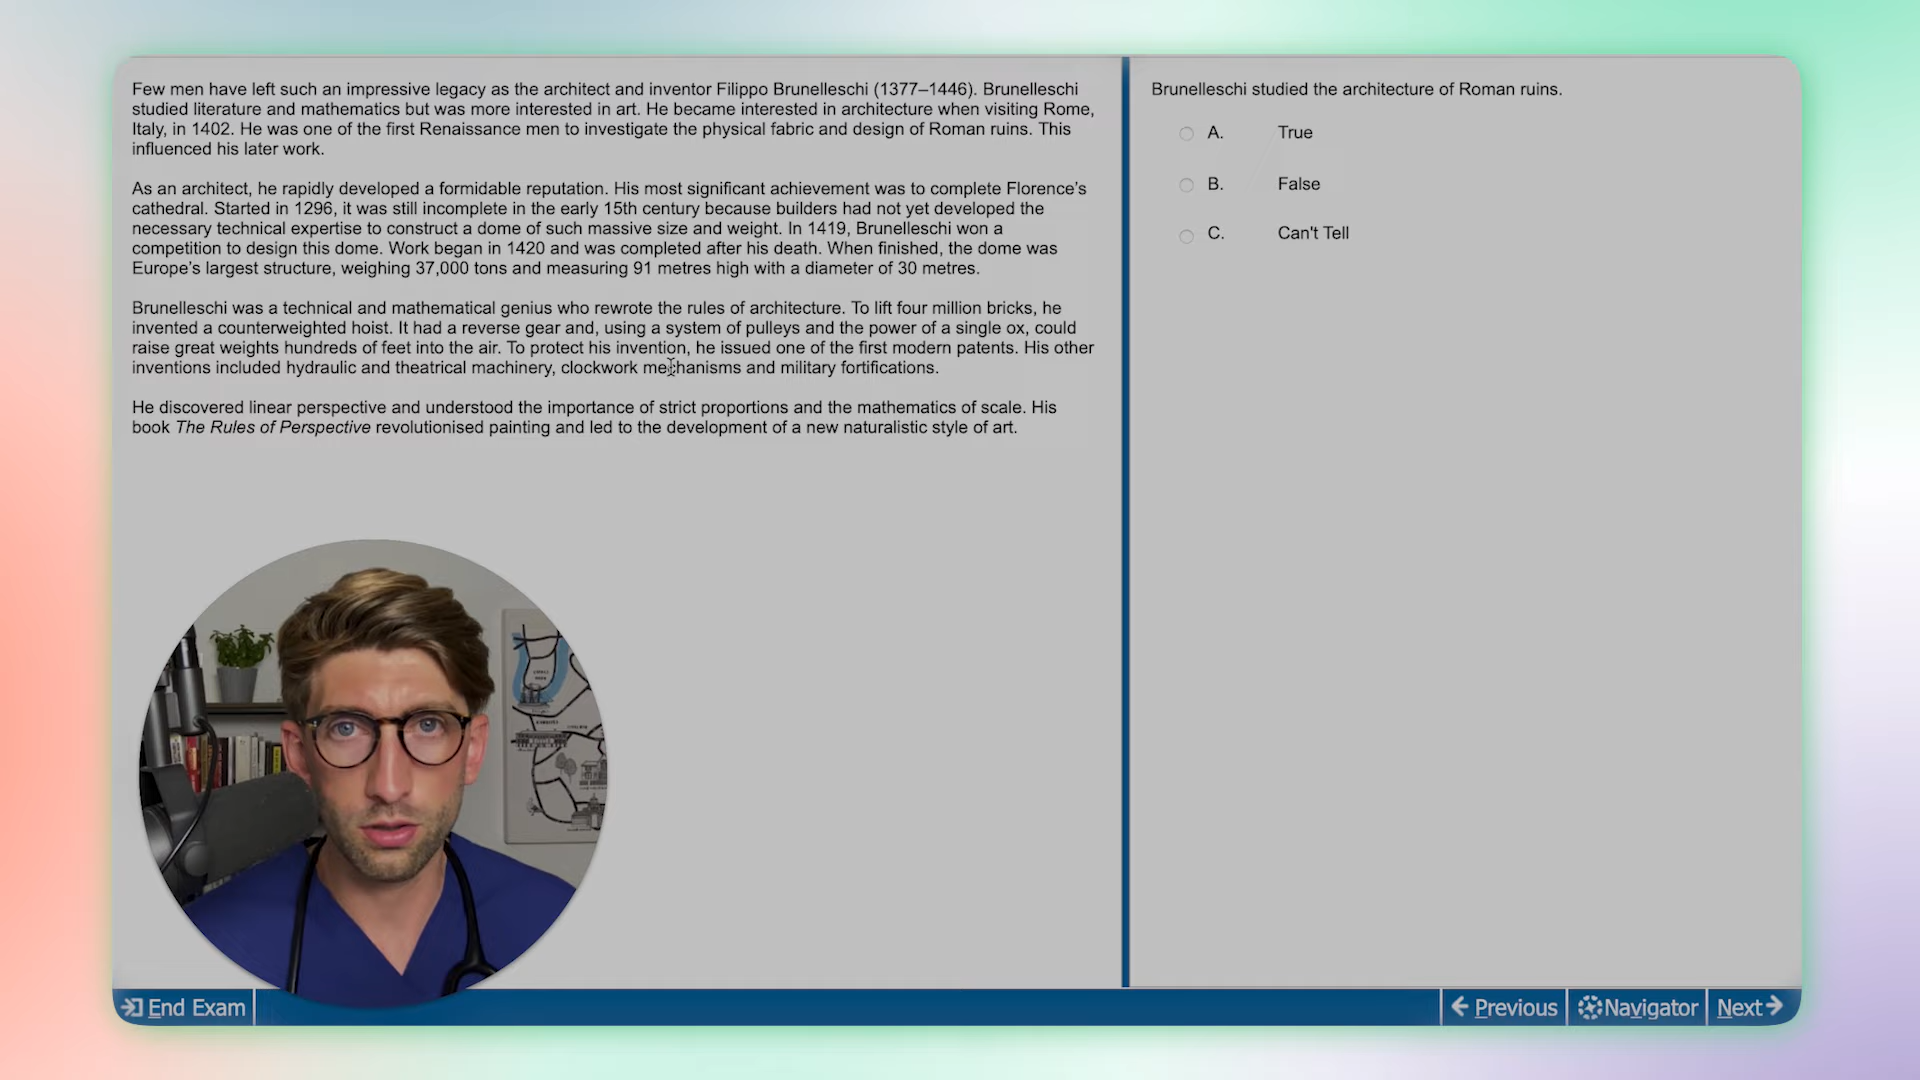 Few men have left such an impressive legacy as the architect and inventor Filippo Brunelleschi (1377–1446). Brunelleschi
studied literature and mathematics but was more interested in art. He became interested in architecture when visiting Rome,
Italy, in 1402. He was one of the first Renaissance men to investigate the physical fabric and design of Roman ruins. This
influenced his later work.
As an architect, he rapidly developed a formidable reputation. His most significant achievement was to complete Florence’s
cathedral. Started in 1296, it was still incomplete in the early 15th century because builders had not yet developed the
necessary technical expertise to construct a dome of such massive size and weight. In 1419, Brunelleschi won a
competition to design this dome. Work began in 1420 and was completed after his death. When finished, the dome was
Europe’s largest structure, weighing 37,000 tons and measuring 91 metres high with a diameter of 30 metres.
Brunelleschi was a technical and mathematical genius who rewrote the rules of architecture. To lift four million bricks, he
invented a counterweighted hoist. It had a reverse gear and, using a system of pulleys and the power of a single ox, could
raise great weights hundreds of feet into the air. To protect his invention, he issued one of the first modern patents. His other
inventions included hydraulic and theatrical machinery, clockwork mechanisms and military fortifications.
He discovered linear perspective and understood the importance of strict proportions and the mathematics of scale. His
book The Rules of Perspective revolutionised painting and led to the development of a new naturalistic style of art.
Brunelleschi studied the architecture of Roman ruins.
A. True
B. False
C. Can't Tell
End Exam
Previous
Navigator
Next